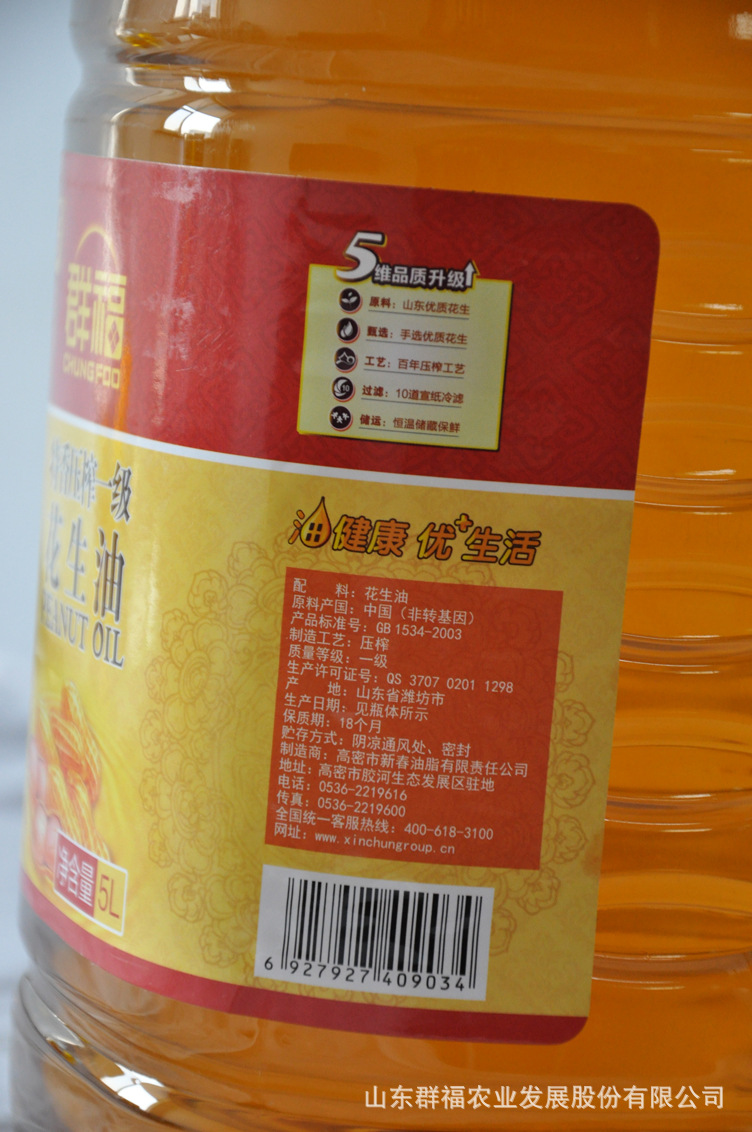 群福
CHUNG FOO
压榨一级
花生油
PEANUT OIL
净含量 5L
5维品质升级
原料：山东优质花生
甄选：手选优质花生
工艺：百年压榨工艺
10
过滤：10道宣纸冷滤
储运：恒温储藏保鲜
油健康 优+生活
配　　料：花生油
原料产国：中国（非转基因）
产品标准号：GB 1534-2003
制造工艺：压榨
质量等级：一级
生产许可证号：QS 3707 0201 1298
产　　地：山东省潍坊市
生产日期：见瓶体所示
保质期：18个月
贮存方式：阴凉通风处、密封
制造商：高密市新春油脂有限责任公司
地址：高密市胶河生态发展区驻地
电话：0536-2219616
传真：0536-2219600
全国统一客服热线：400-618-3100
网址：www.xinchungroup.cn
6 927927 409034
山东群福农业发展股份有限公司